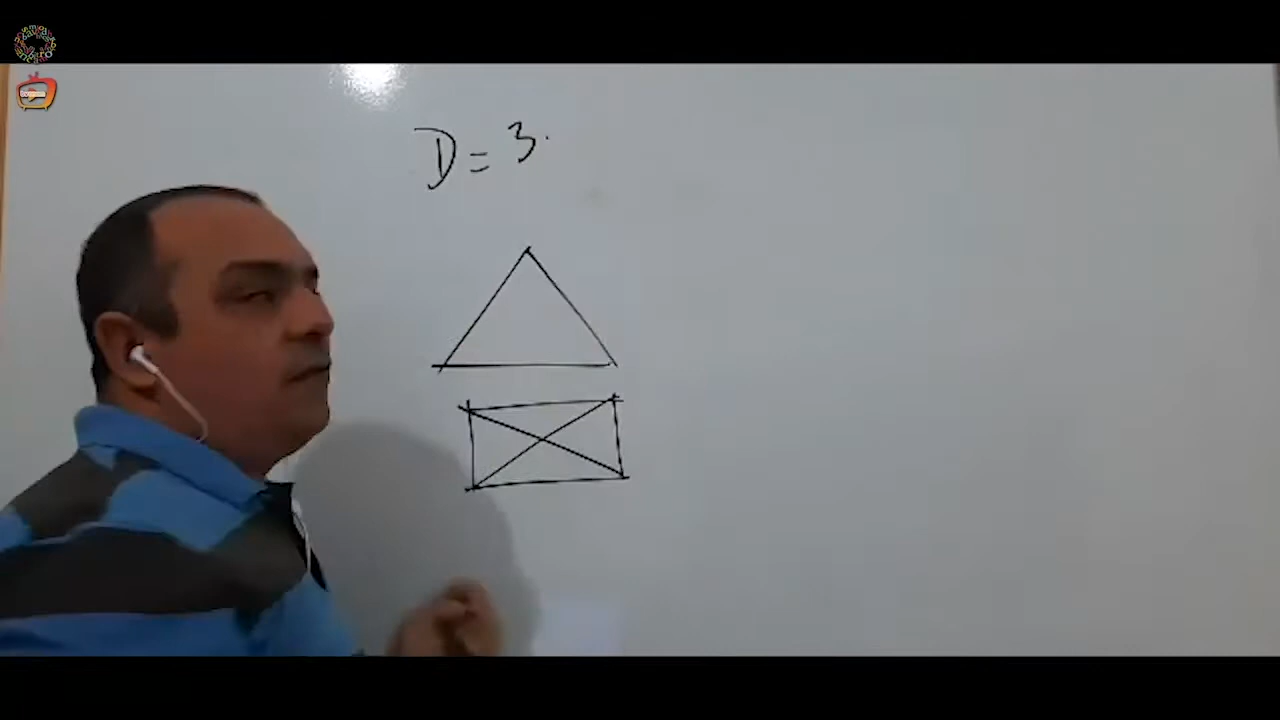 D = 3.